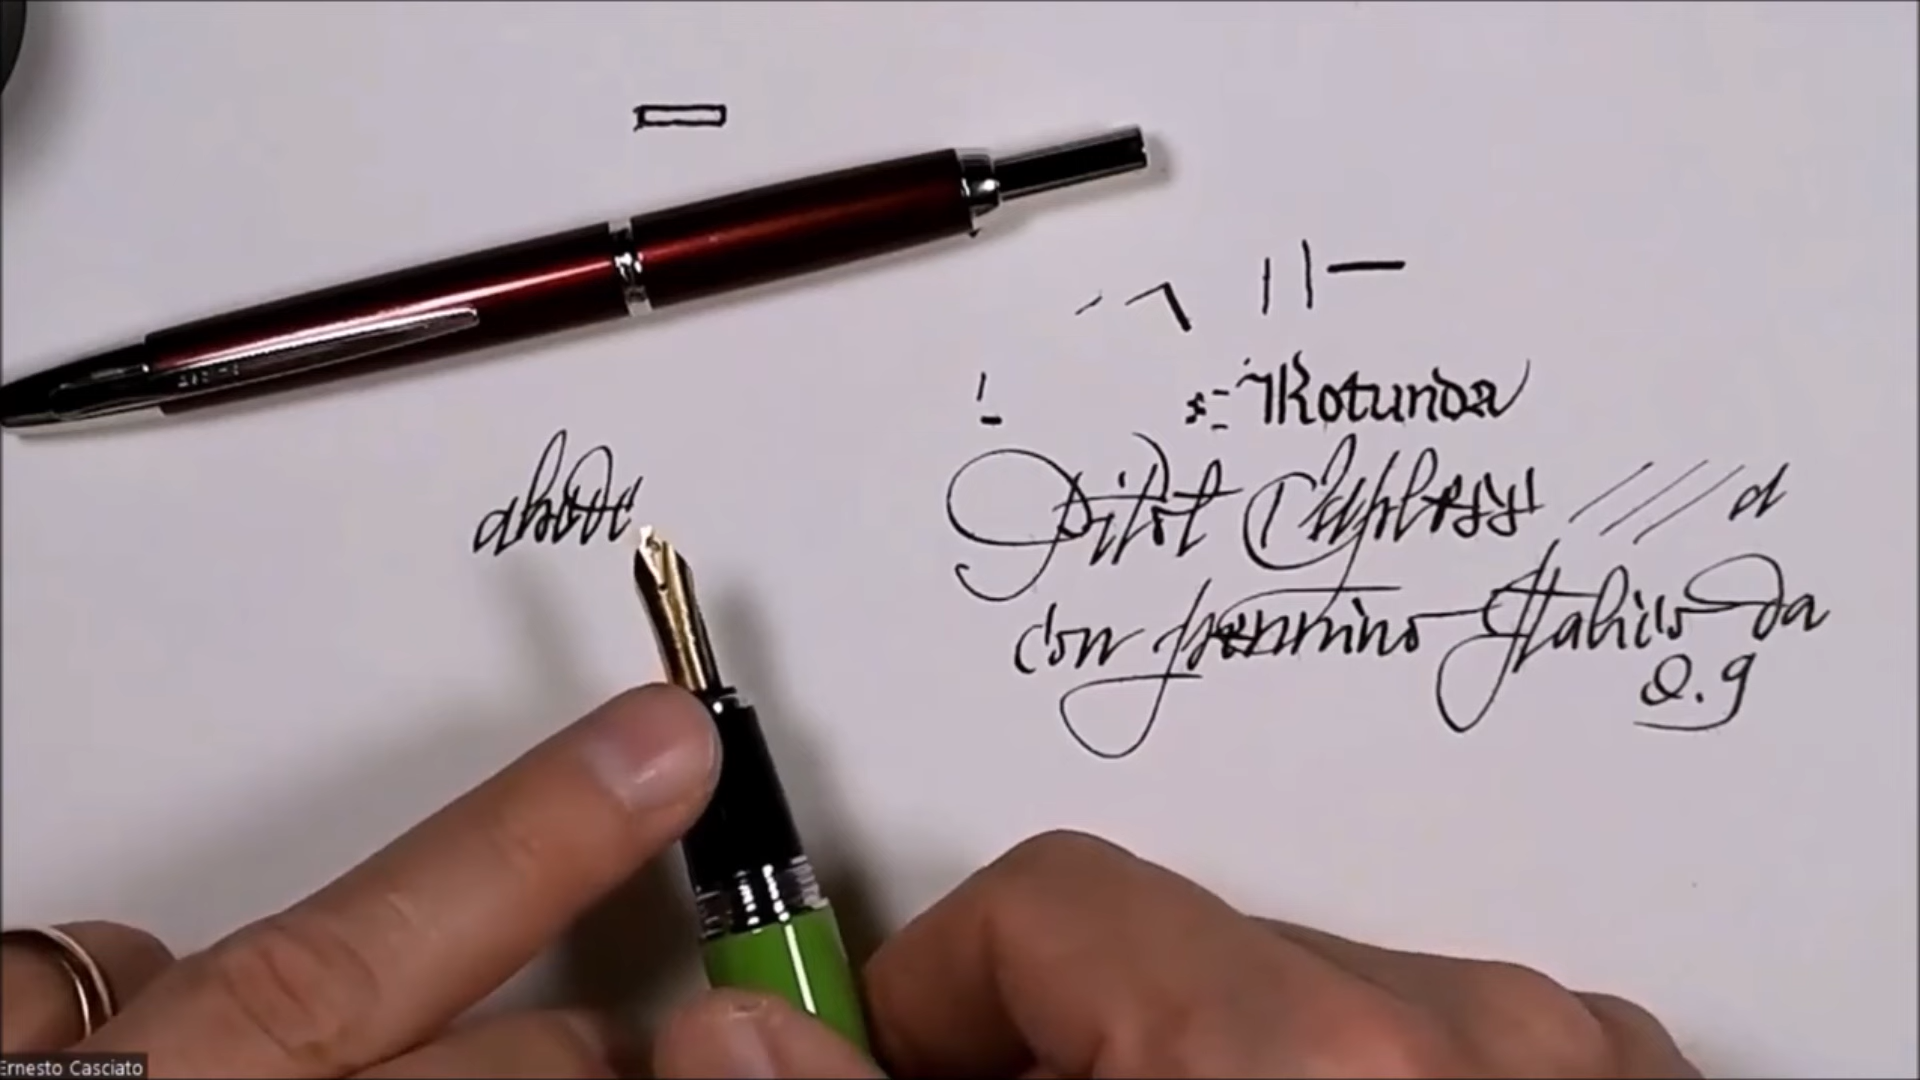 Rotunda
abcde
Pilot Capless /// a
con pennino Italico da
0.9
Ernesto Casciato